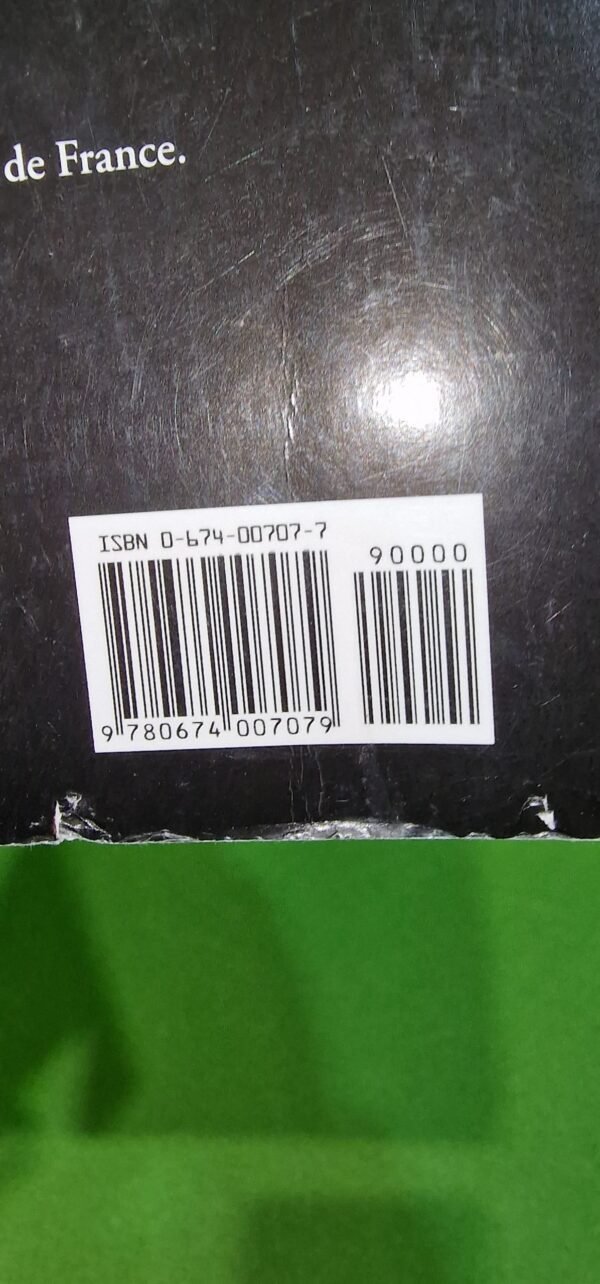 de France.
ISBN 0-674-00707-7
90000
9 780674 007079